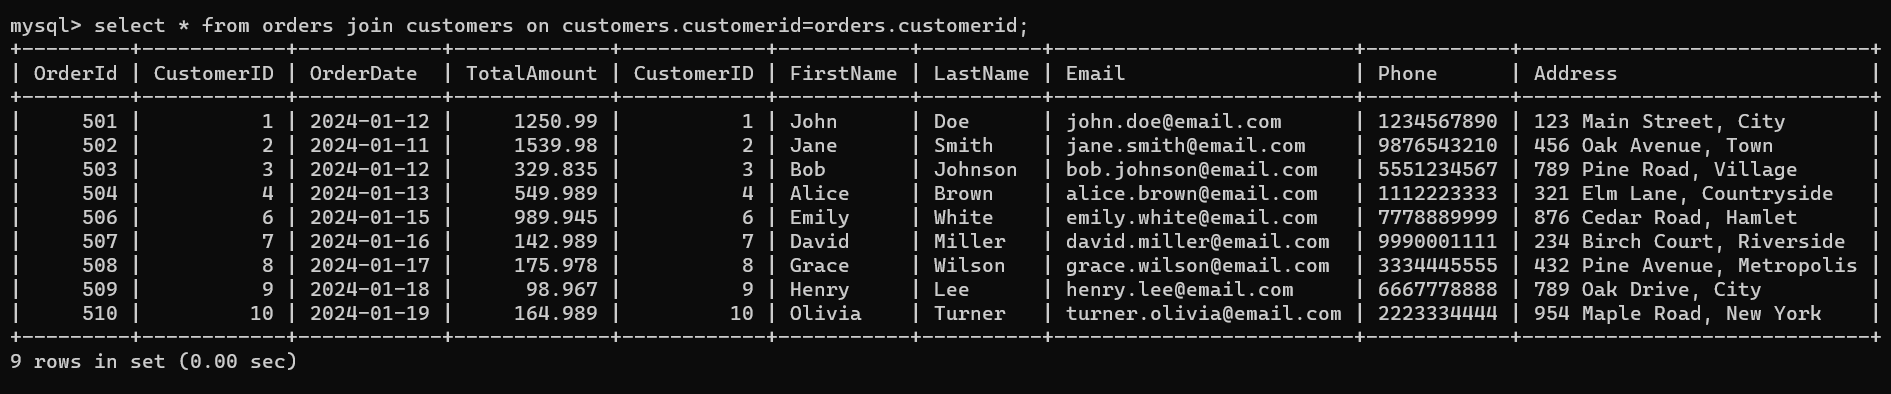 mysql> select * from orders join customers on customers.customerid=orders.customerid;
+---------+------------+------------+-------------+------------+-----------+----------+-------------------------+------------+-----------------------------+
| OrderId | CustomerID | OrderDate  | TotalAmount | CustomerID | FirstName | LastName | Email                   | Phone      | Address                     |
+---------+------------+------------+-------------+------------+-----------+----------+-------------------------+------------+-----------------------------+
|     501 |          1 | 2024-01-12 |     1250.99 |          1 | John      | Doe      | john.doe@email.com      | 1234567890 | 123 Main Street, City       |
|     502 |          2 | 2024-01-11 |     1539.98 |          2 | Jane      | Smith    | jane.smith@email.com    | 9876543210 | 456 Oak Avenue, Town        |
|     503 |          3 | 2024-01-12 |     329.835 |          3 | Bob       | Johnson  | bob.johnson@email.com   | 5551234567 | 789 Pine Road, Village      |
|     504 |          4 | 2024-01-13 |     549.989 |          4 | Alice     | Brown    | alice.brown@email.com   | 1112223333 | 321 Elm Lane, Countryside   |
|     506 |          6 | 2024-01-15 |     989.945 |          6 | Emily     | White    | emily.white@email.com   | 7778889999 | 876 Cedar Road, Hamlet      |
|     507 |          7 | 2024-01-16 |     142.989 |          7 | David     | Miller   | david.miller@email.com  | 9990001111 | 234 Birch Court, Riverside  |
|     508 |          8 | 2024-01-17 |     175.978 |          8 | Grace     | Wilson   | grace.wilson@email.com  | 3334445555 | 432 Pine Avenue, Metropolis |
|     509 |          9 | 2024-01-18 |      98.967 |          9 | Henry     | Lee      | henry.lee@email.com     | 6667778888 | 789 Oak Drive, City         |
|     510 |         10 | 2024-01-19 |     164.989 |         10 | Olivia    | Turner   | turner.olivia@email.com | 2223334444 | 954 Maple Road, New York    |
+---------+------------+------------+-------------+------------+-----------+----------+-------------------------+------------+-----------------------------+
9 rows in set (0.00 sec)